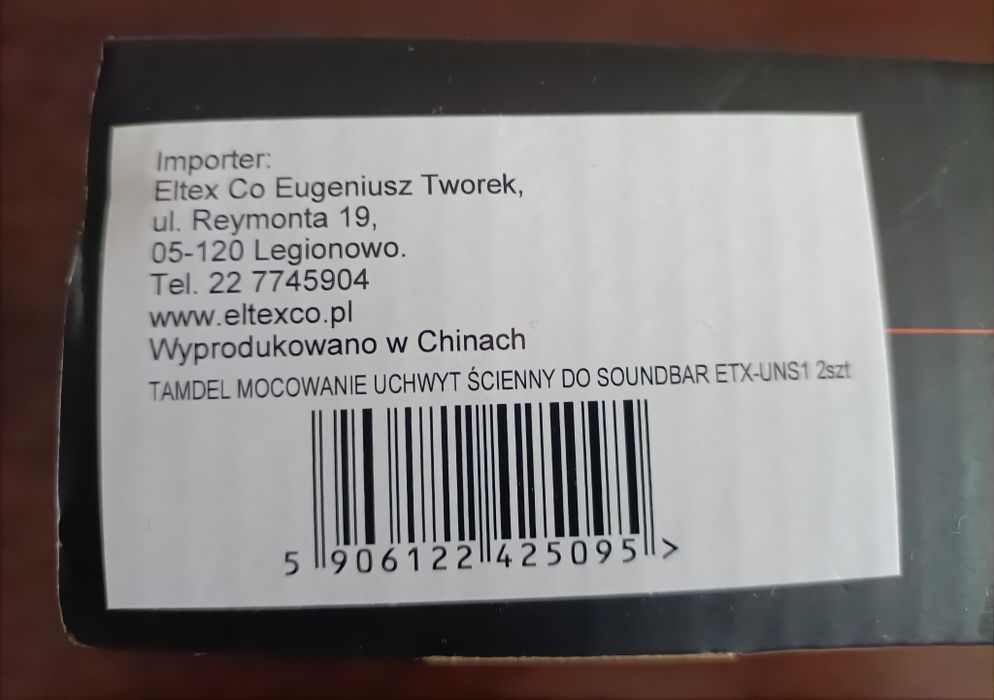 Importer:
Eltex Co Eugeniusz Tworek,
ul. Reymonta 19,
05-120 Legionowo.
Tel. 22 7745904
www.eltexco.pl
Wyprodukowano w Chinach
TAMDEL MOCOWANIE UCHWYT ŚCIENNY DO SOUNDBAR ETX-UNS1 2szt
5 906122 425095 >